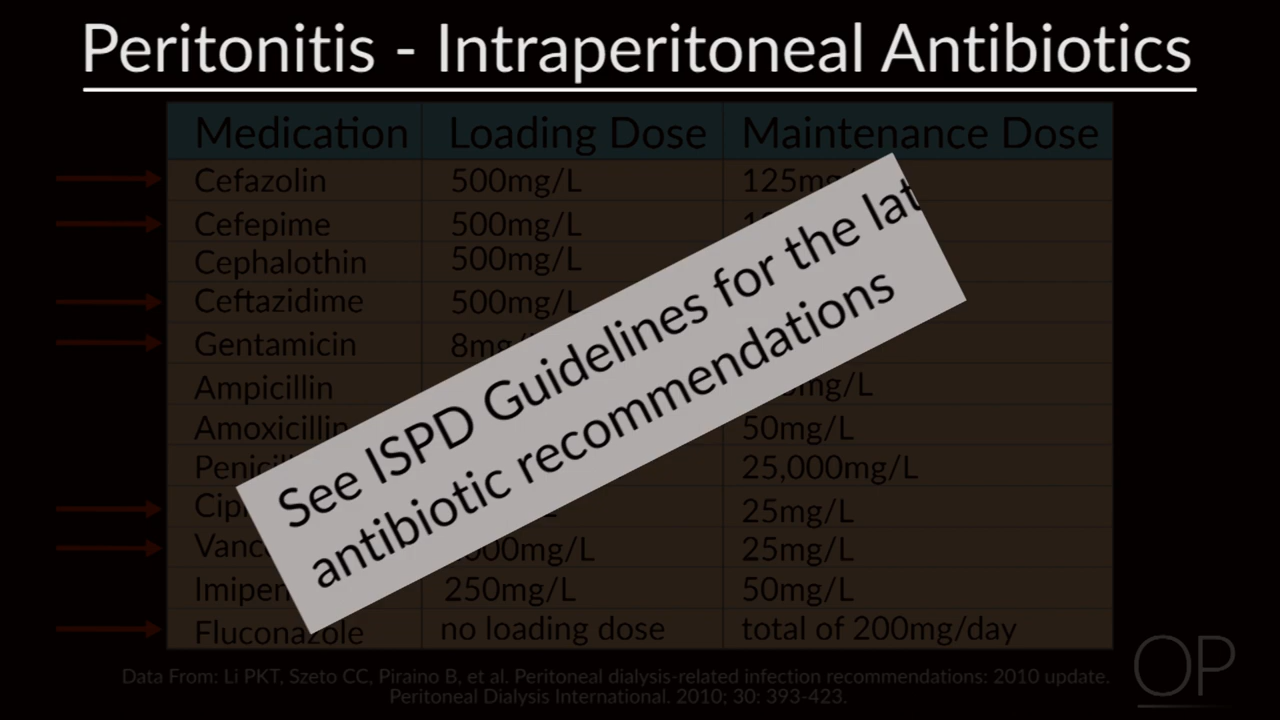 Peritonitis - Intraperitoneal Antibiotics
Medication Loading Dose Maintenance Dose
Cefazolin 500mg/L
Cefepime 500mg/L
Cephalothin 500mg/L
Ceftazidime 500mg/L
Gentamicin
Ampicillin
Amoxicillin 50mg/L
25,000mg/L
25mg/L
25mg/L
250mg/L 50mg/L
Fluconazole no loading dose total of 200mg/day
See ISPD Guidelines for the
antibiotic recommendations
Data From: Li PKT, Szeto CC, Piraino B, et al. Peritoneal dialysis-related infection recommendations: 2010 update.
Peritoneal Dialysis International. 2010; 30: 393-423.
OP